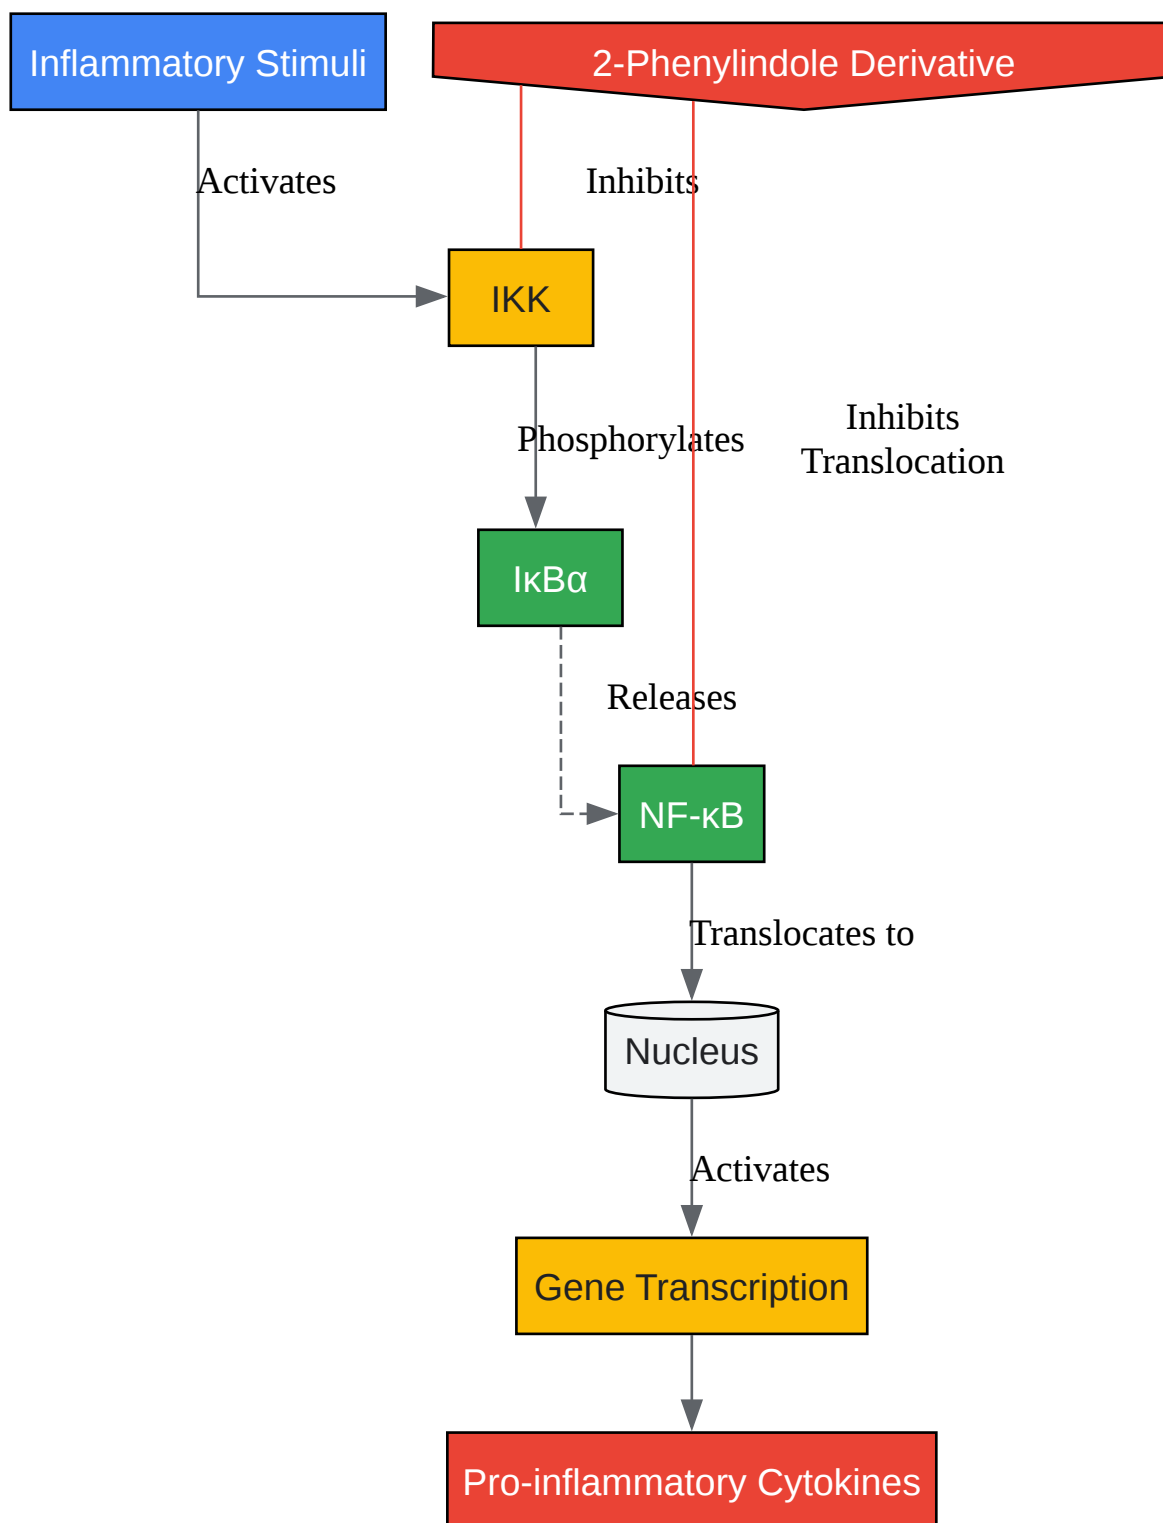 Inflammatory Stimuli
2-Phenylindole Derivative
Activates
Inhibits
IKK
Inhibits
Translocation
Phosphorylates
IκBα
Releases
NF-κB
Translocates to
Nucleus
Activates
Gene Transcription
Pro-inflammatory Cytokines